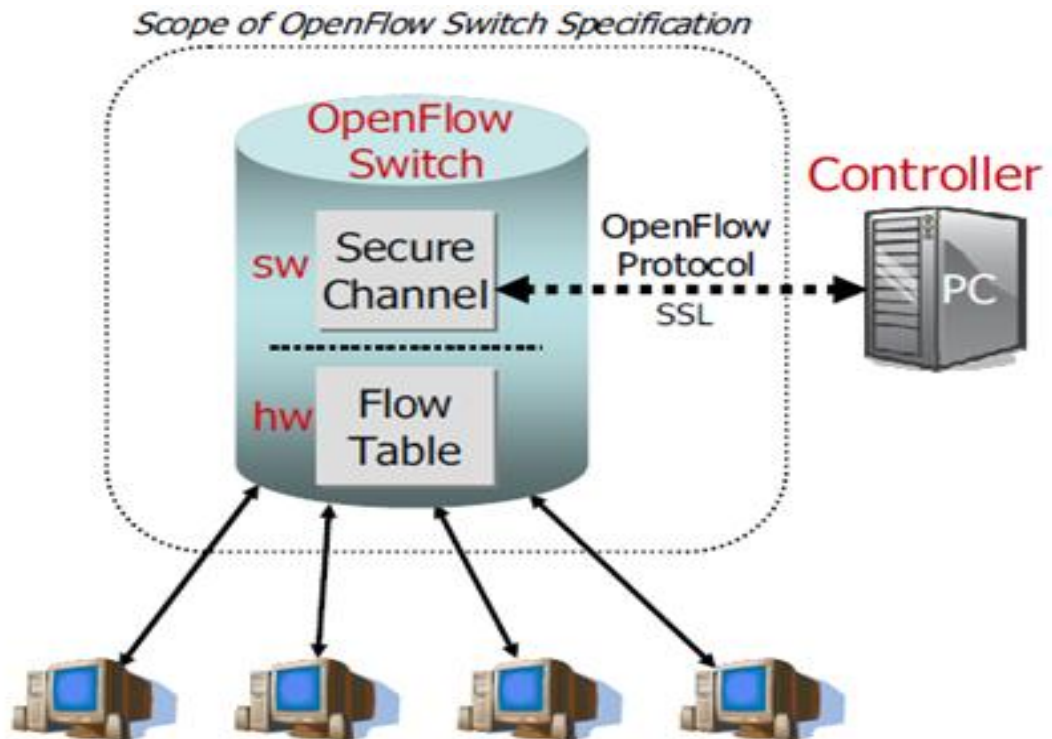 Scope of OpenFlow Switch Specification
OpenFlow
Switch
Controller
sw
Secure
Channel
OpenFlow
Protocol
SSL
PC
hw
Flow
Table